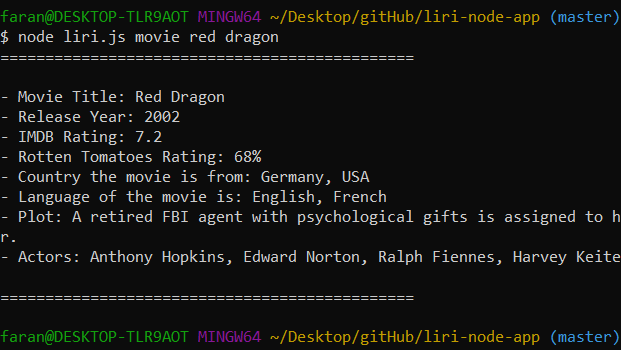 faran@DESKTOP-TLR9AOT MINGW64 ~/Desktop/gitHub/liri-node-app (master)
$ node liri.js movie red dragon
==============================================
- Movie Title: Red Dragon
- Release Year: 2002
- IMDB Rating: 7.2
- Rotten Tomatoes Rating: 68%
- Country the movie is from: Germany, USA
- Language of the movie is: English, French
- Plot: A retired FBI agent with psychological gifts is assigned to h
r.
- Actors: Anthony Hopkins, Edward Norton, Ralph Fiennes, Harvey Keite
==============================================
faran@DESKTOP-TLR9AOT MINGW64 ~/Desktop/gitHub/liri-node-app (master)